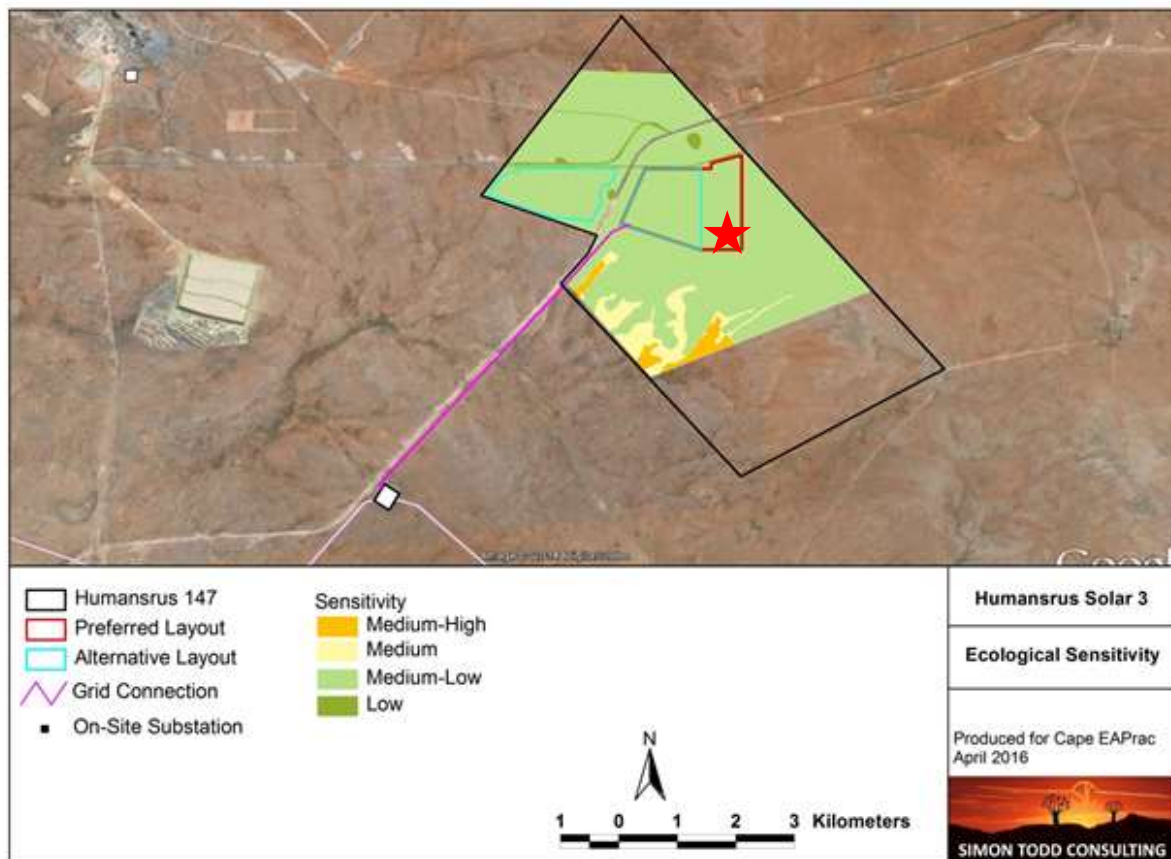 Humansrus 147
Preferred Layout
Alternative Layout
Grid Connection
On-Site Substation
Sensitivity
Medium-High
Medium
Medium-Low
Low
N
1 0 1 2 3 Kilometers
Humansrus Solar 3
Ecological Sensitivity
Produced for Cape EAPrac
April 2016
SIMON TODD CONSULTING